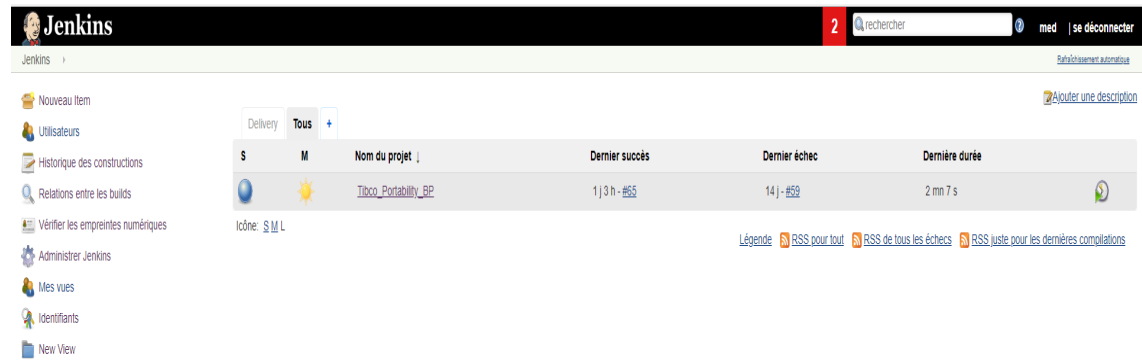 Jenkins
2 rechercher med | se déconnecter
Jenkins
Rafraîchissement automatique
Nouveau Item
Utilisateurs
Historique des constructions
Relations entre les builds
Vérifier les empreintes numériques
Administrer Jenkins
Mes vues
Identifiants
New View
Ajouter une description
Delivery Tous +
S M Nom du projet ↓ Dernier succès Dernier échec Dernière durée
Tibco_Portability_BP 1 j 3 h - #65 14 j - #59 2 mn 7 s
Icône: S M L
Légende RSS pour tout RSS de tous les échecs RSS juste pour les dernières compilations